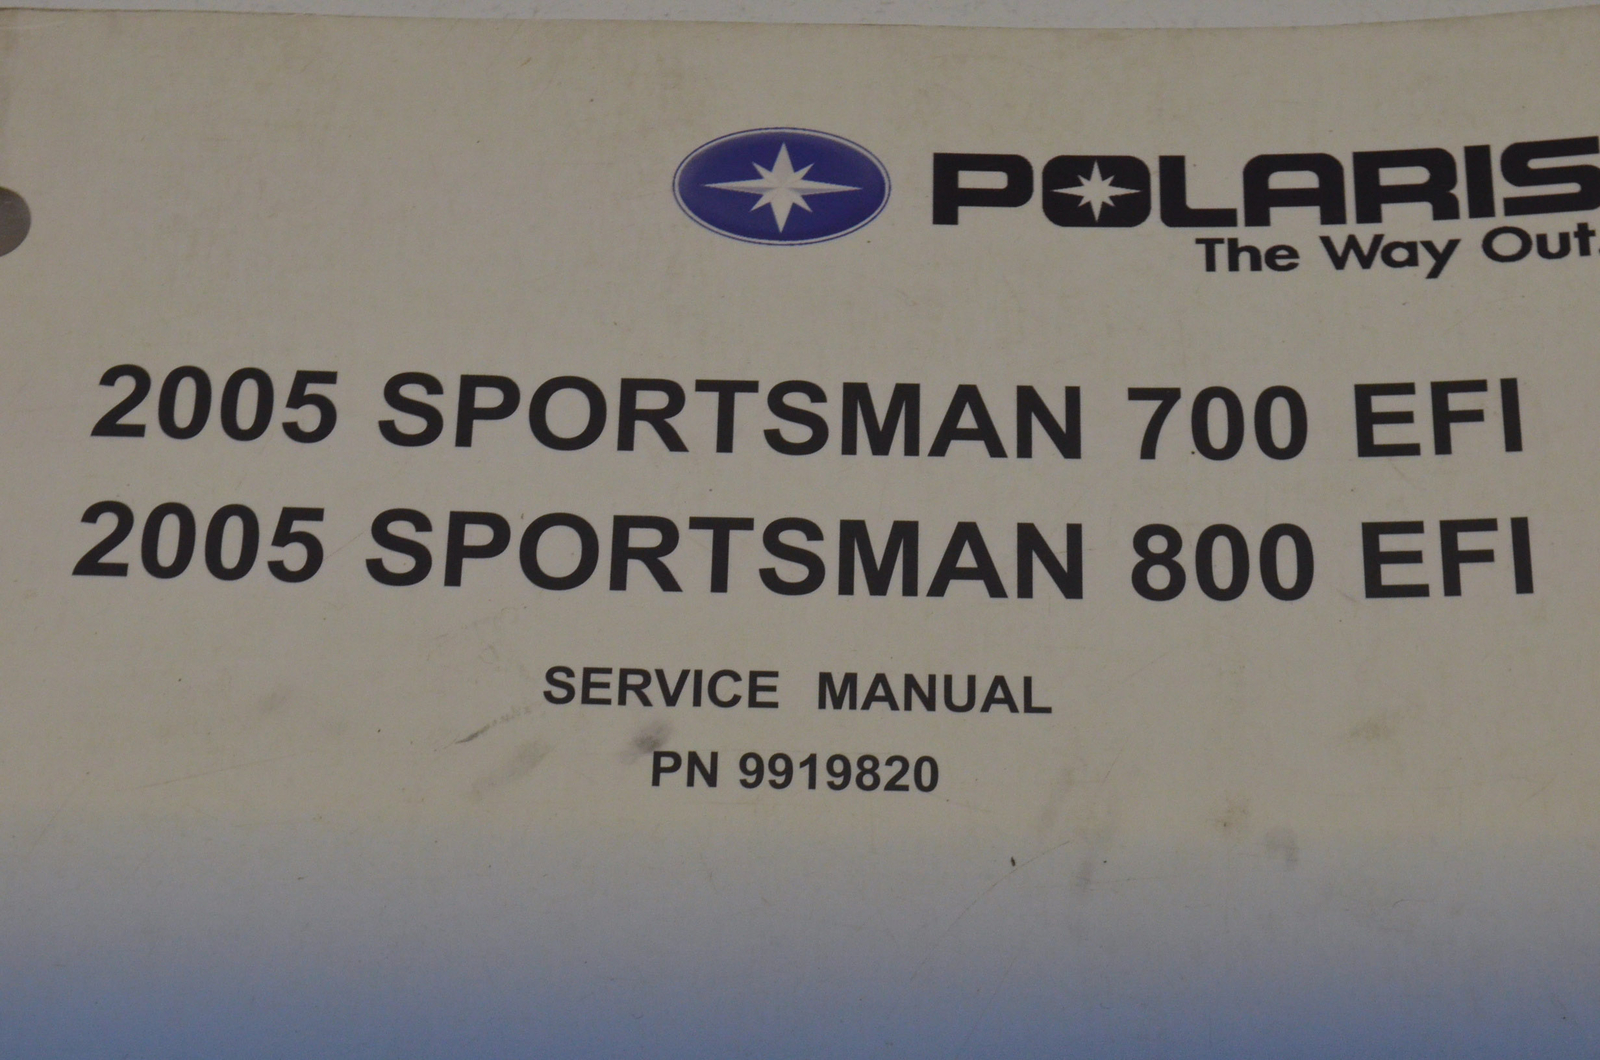 POLARIS
The Way Out.
2005 SPORTSMAN 700 EFI
2005 SPORTSMAN 800 EFI
SERVICE MANUAL
PN 9919820